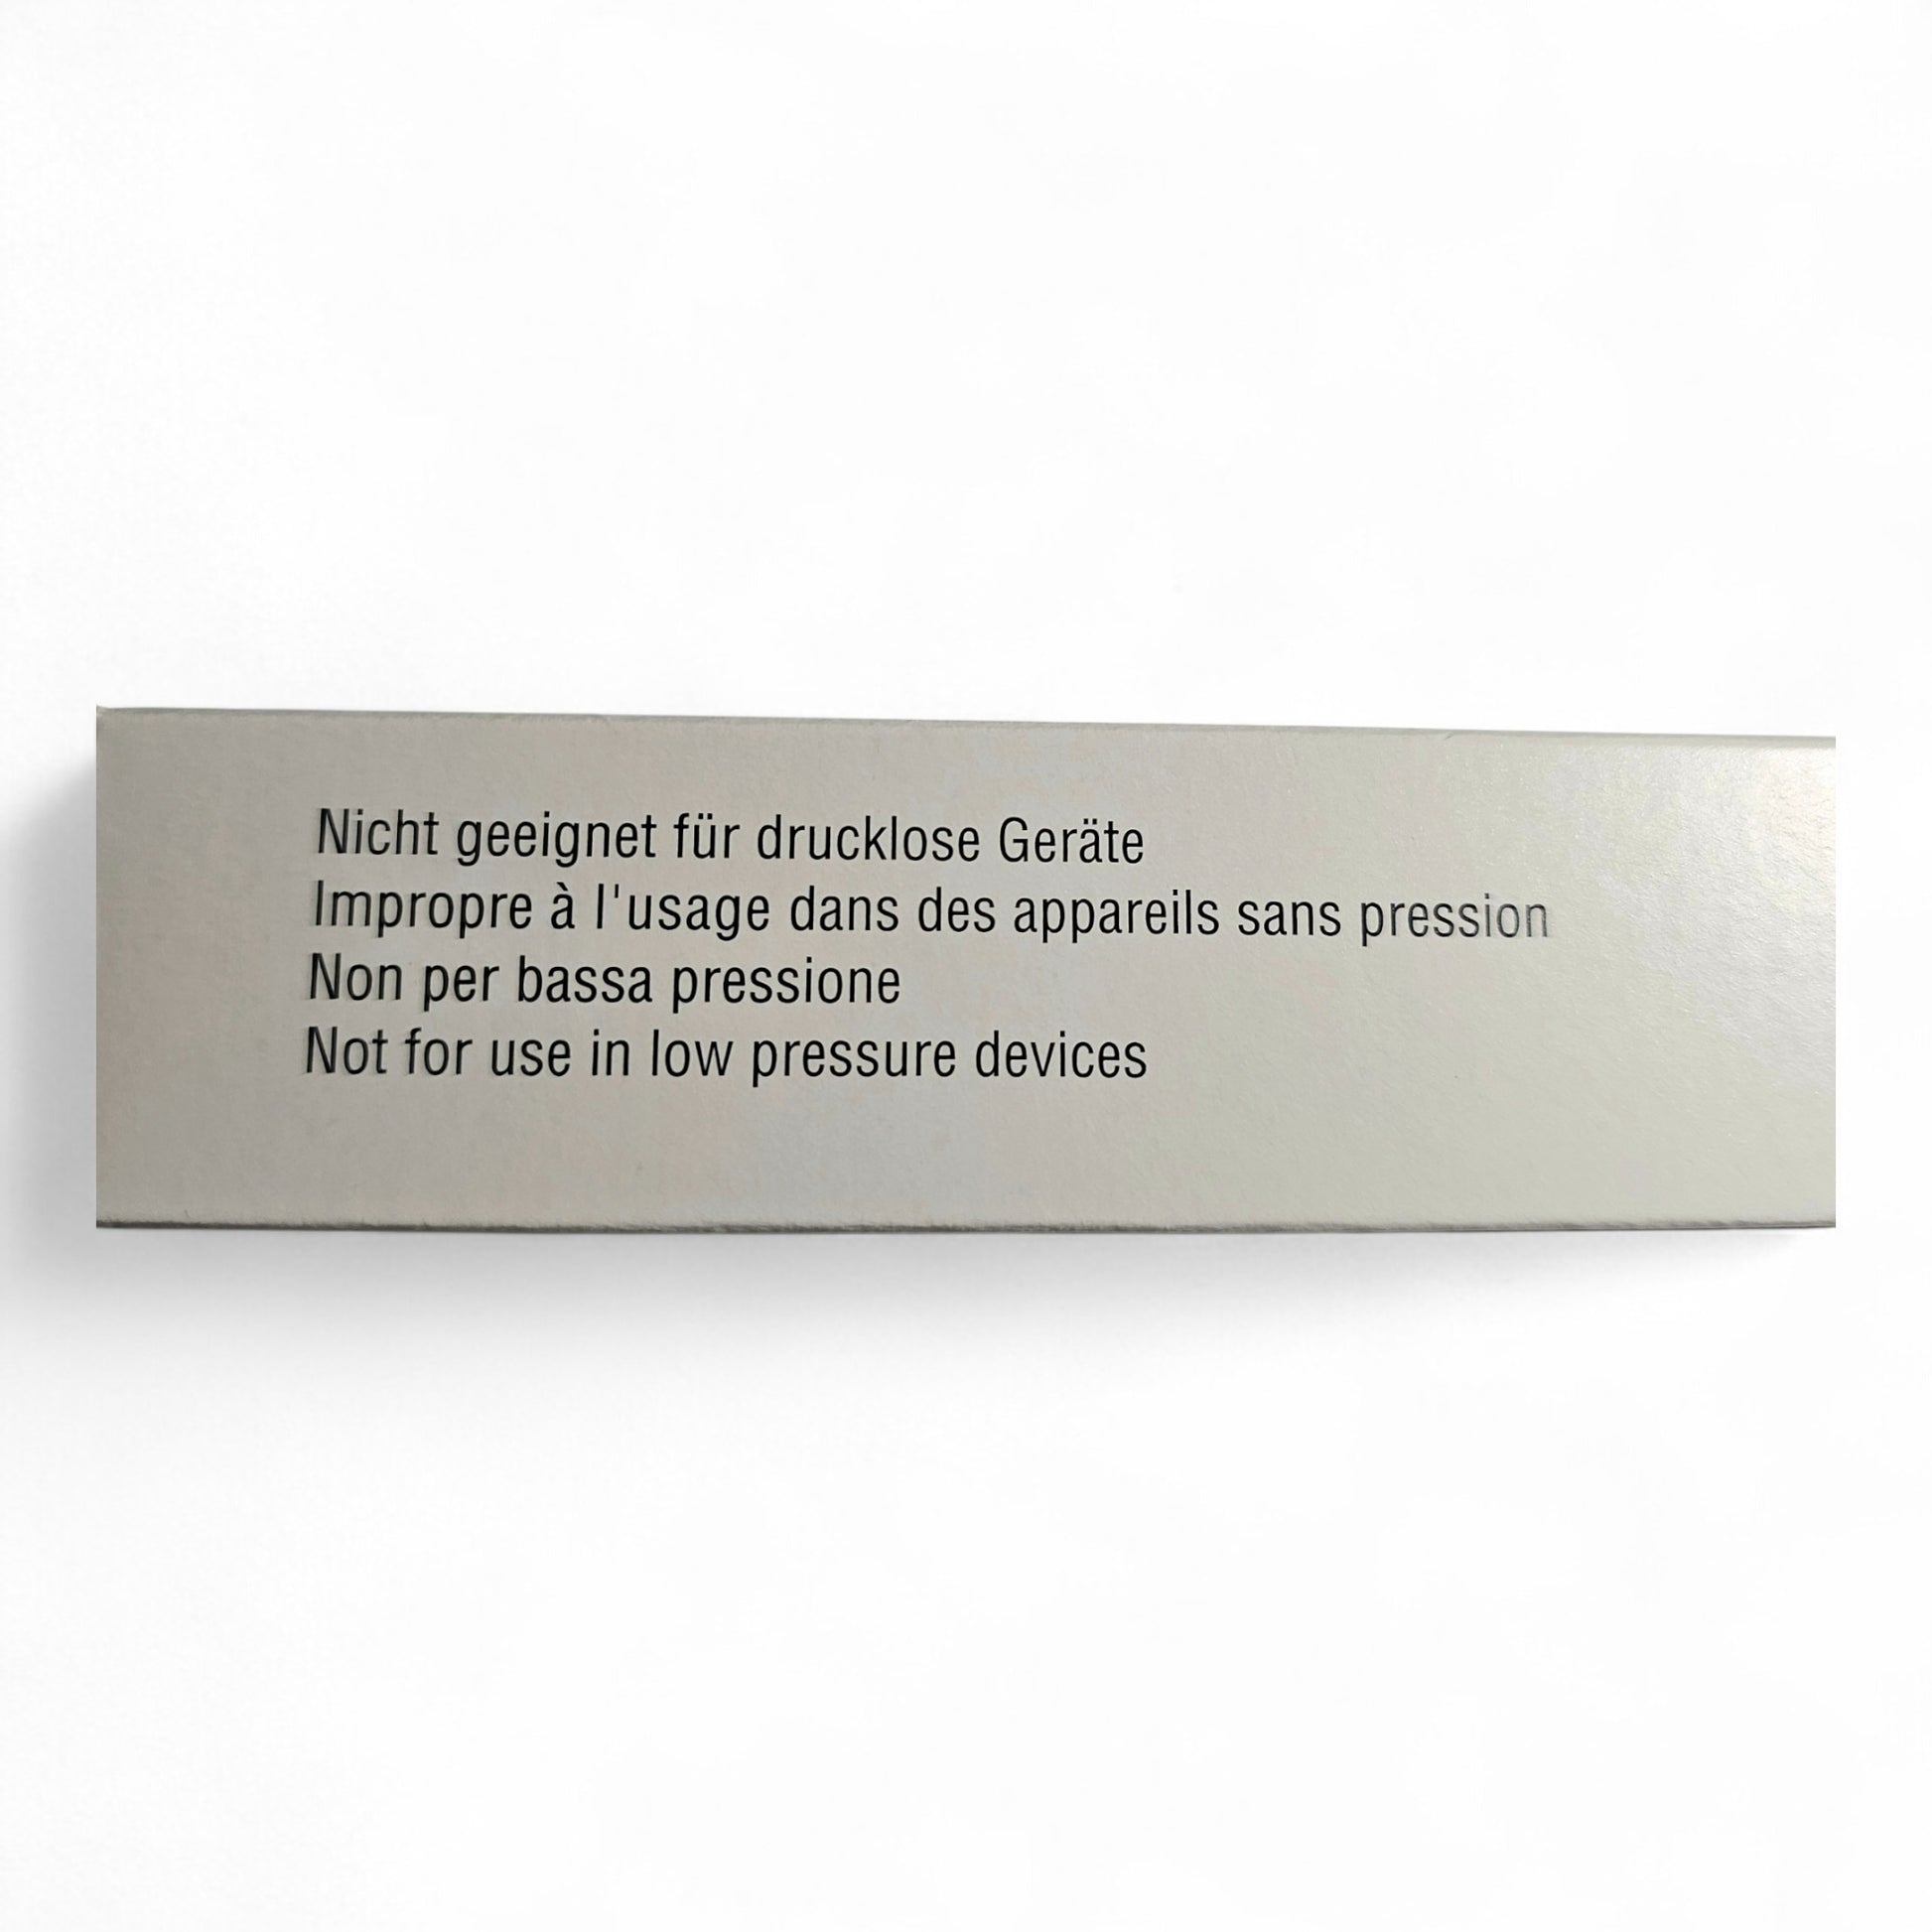 Nicht geeignet für drucklose Geräte
Impropre à l'usage dans des appareils sans pression
Non per bassa pressione
Not for use in low pressure devices